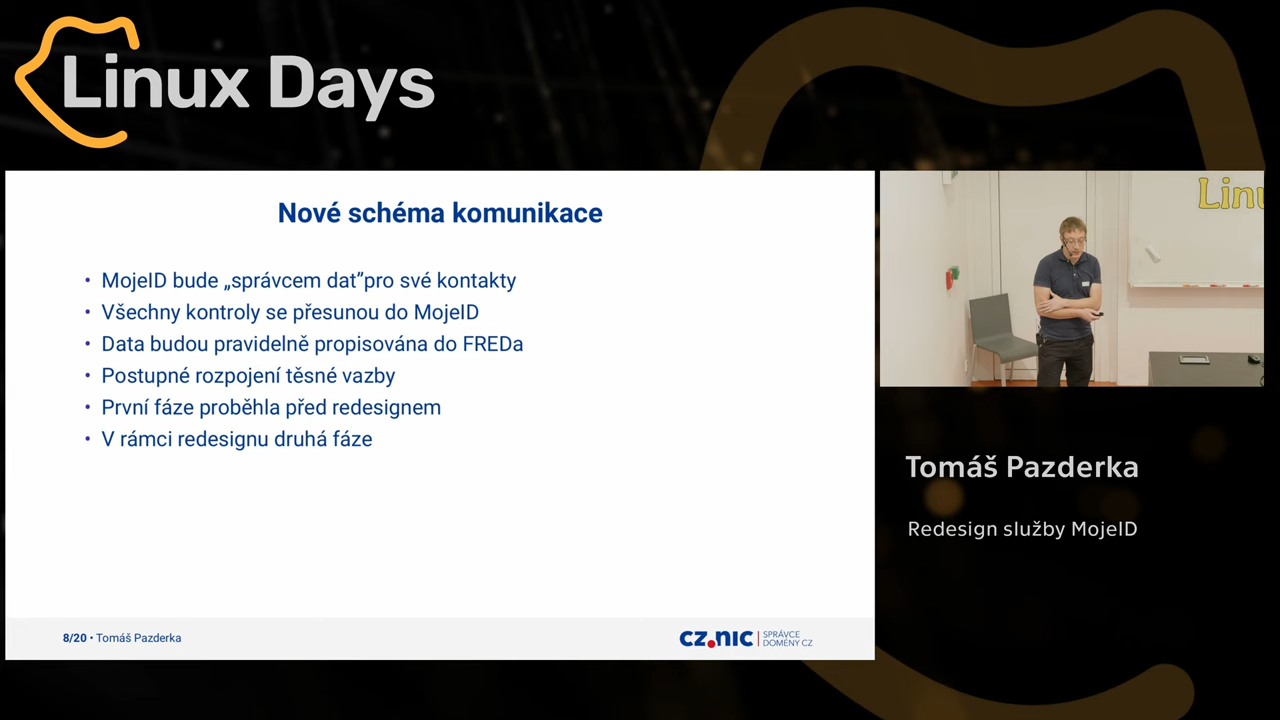 Linux Days
Nové schéma komunikace
• MojeID bude „správcem dat”pro své kontakty
• Všechny kontroly se přesunou do MojeID
• Data budou pravidelně propisována do FREDa
• Postupné rozpojení těsné vazby
• První fáze proběhla před redesignem
• V rámci redesignu druhá fáze
8/20 • Tomáš Pazderka
CZ.NIC | SPRÁVCE
DOMÉNY CZ
Linu
Tomáš Pazderka
Redesign služby MojeID